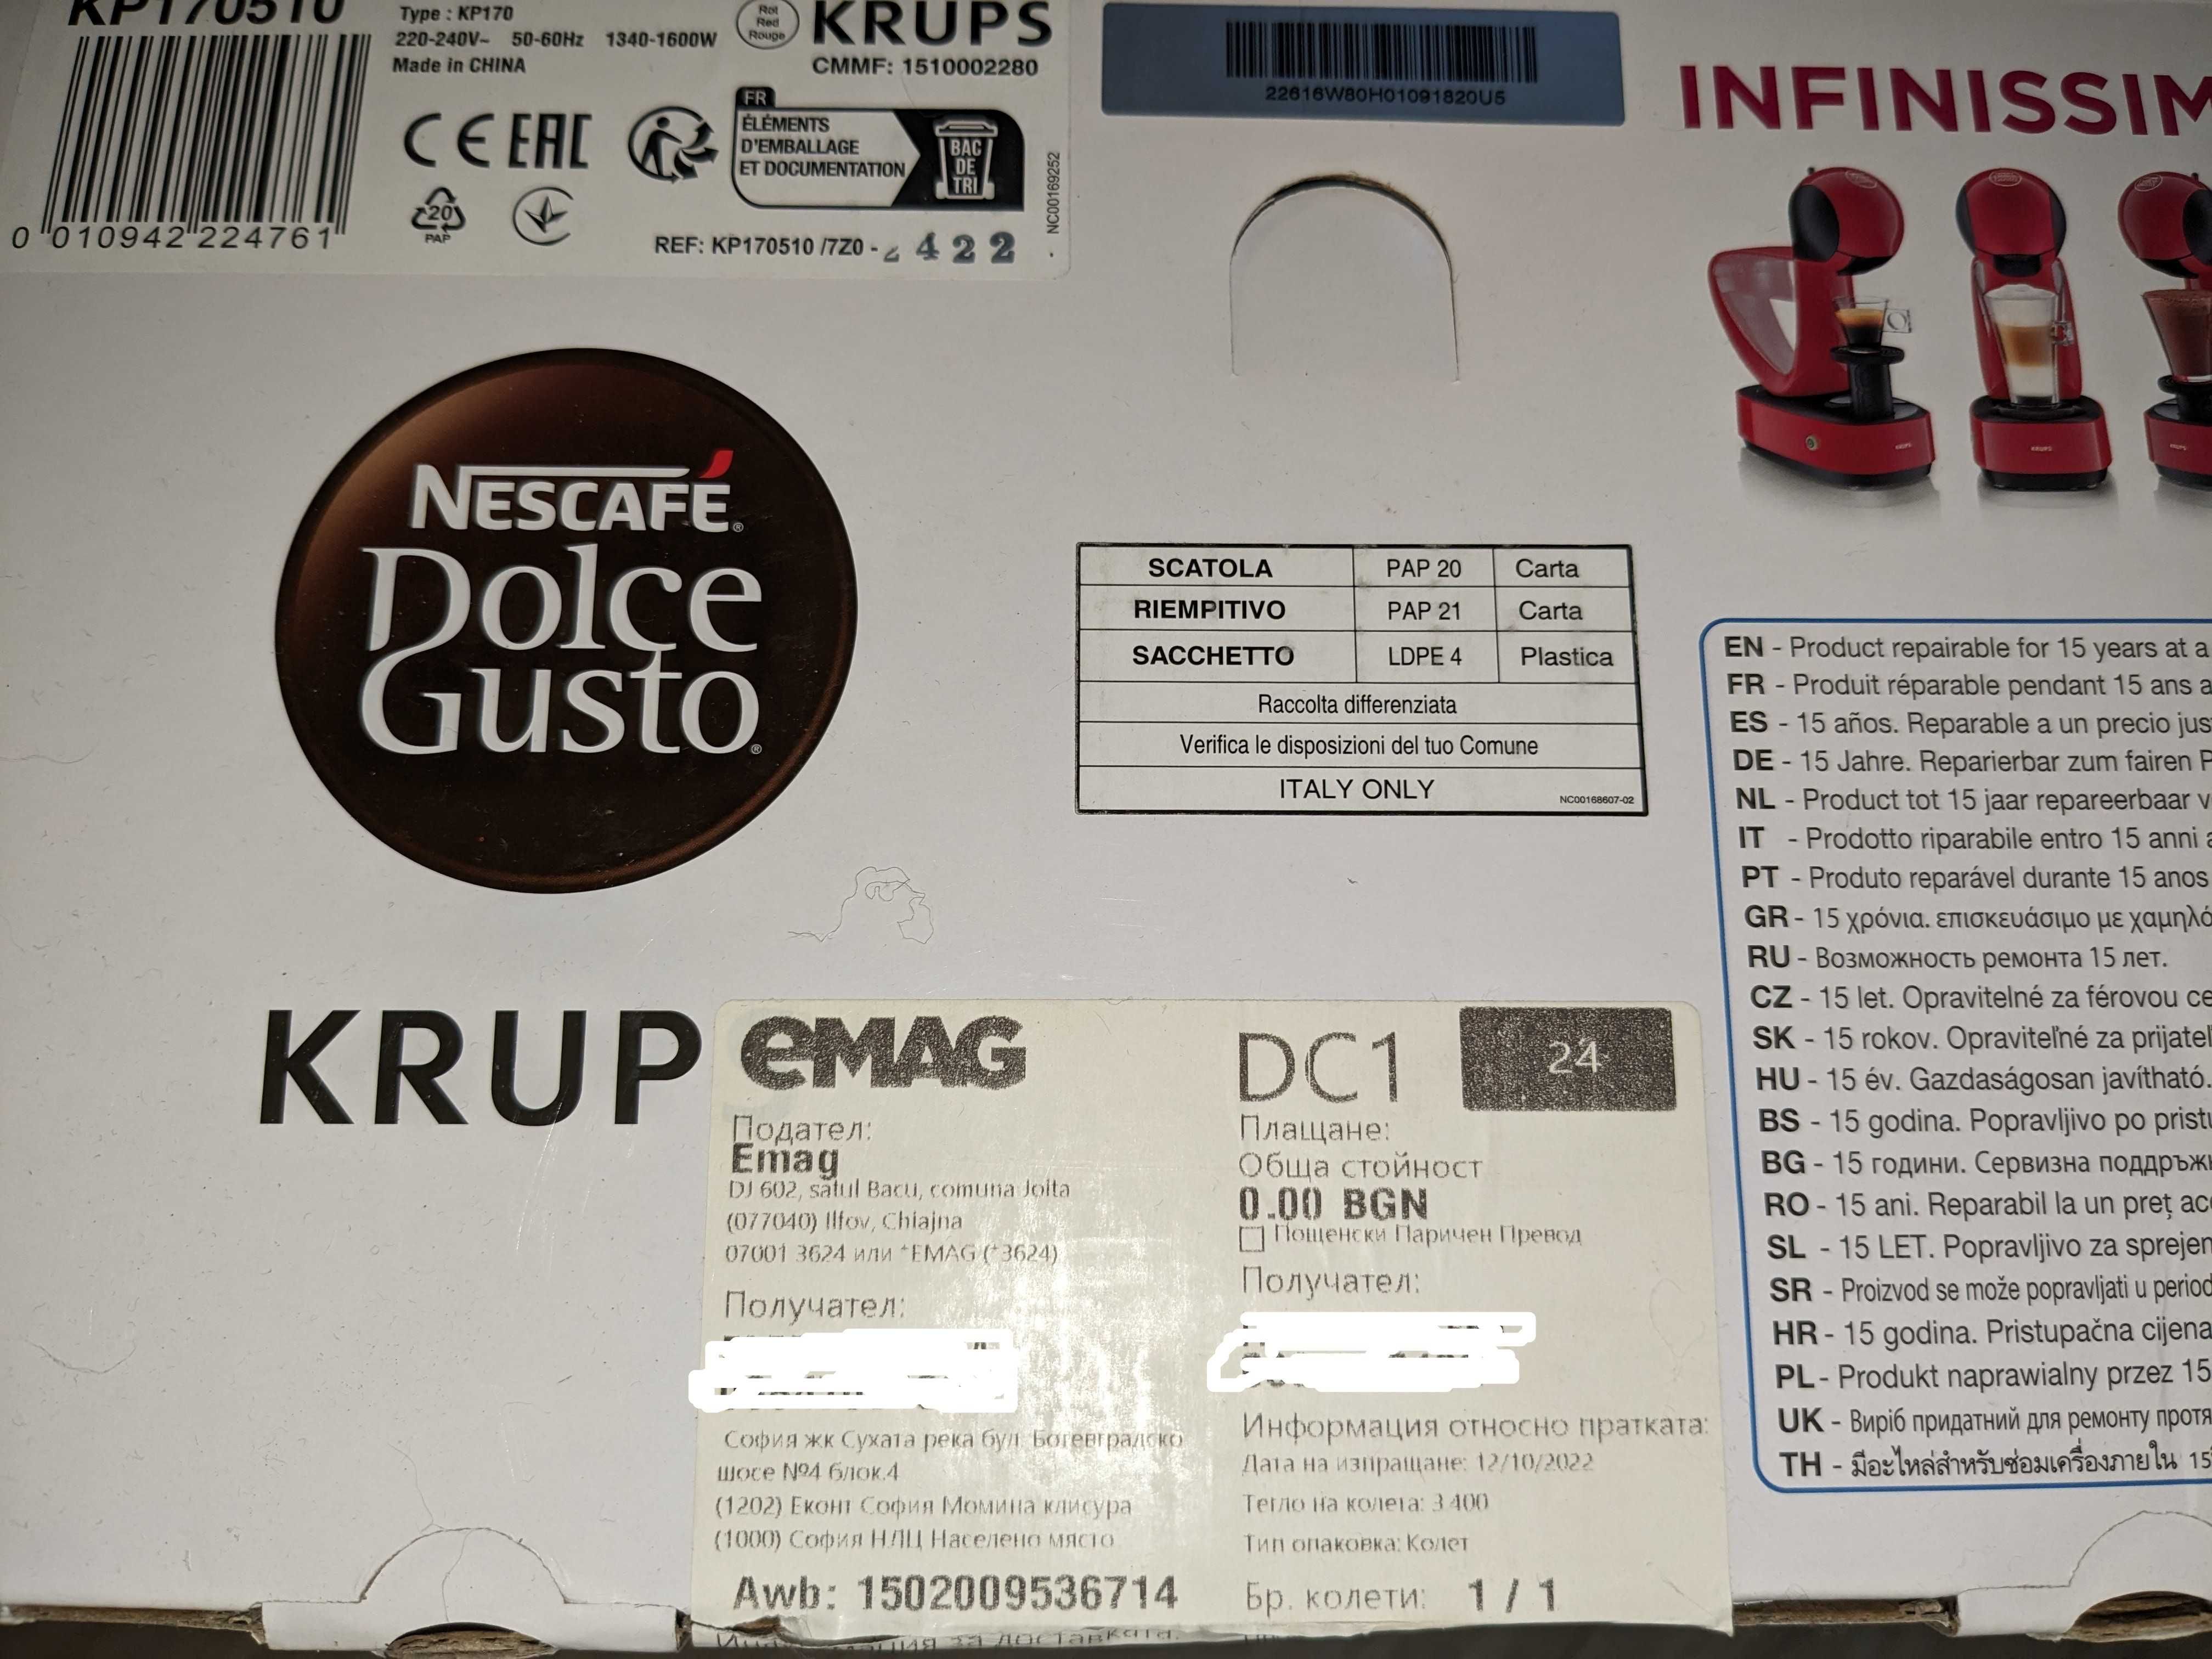 KP170510
Type : KP170
220-240V~ 50-60Hz 1340-1600W
Made in CHINA
Rot
Red
Rouge
KRUPS
CMMF: 1510002280
CE EAC
FR
ÉLÉMENTS
D'EMBALLAGE
ET DOCUMENTATION
BAC
DE
TRI
NC00169252
20
PAP
0 010942 224761
REF: KP170510 /7Z0 - 422
22616W80H01091820U5
INFINISSIM
NESCAFÉ®
Dolce
Gusto®
SCATOLA PAP 20 Carta
RIEMPITIVO PAP 21 Carta
SACCHETTO LDPE 4 Plastica
Raccolta differenziata
Verifica le disposizioni del tuo Comune
ITALY ONLY
NC00168607-02
EN - Product repairable for 15 years at a
FR - Produit réparable pendant 15 ans a
ES - 15 años. Reparable a un precio jus
DE - 15 Jahre. Reparierbar zum fairen P
NL - Product tot 15 jaar repareerbaar v
IT - Prodotto riparabile entro 15 anni a
PT - Produto reparável durante 15 anos
GR - 15 χρόνια. επισκευάσιμο με χαμηλό
RU - Возможность ремонта 15 лет.
CZ - 15 let. Opravitelné za férovou ce
SK - 15 rokov. Opraviteľné za prijateľ
HU - 15 év. Gazdaságosan javítható.
BS - 15 godina. Popravljivo po pristu
BG - 15 години. Сервизна поддръж
RO - 15 ani. Reparabil la un preț acc
SL - 15 LET. Popravljivo za sprejem
SR - Proizvod se može popravljati u period
HR - 15 godina. Pristupačna cijena
PL - Produkt naprawialny przez 15
UK - Виріб придатний для ремонту протя
TH - มีอะไหล่สำหรับซ่อมเครื่องภายใน 15
KRUP
eMAG
DC1
24
Подател:
Emag
DJ 602, satul Bacu, comuna Joita
(077040) Ilfov, Chiajna
07001 3624 или *EMAG (*3624)
Получател:
София жк Сухата река бул. Ботевградско
шосе №4 блок.4
(1202) Еконт София Момина клисура
(1000) София НЛЦ Населено място
Awb: 1502009536714
Плащане:
Обща стойност
0.00 BGN
Пощенски Паричен Превод
Получател:
Информация относно пратката:
Дата на изпращане: 12/10/2022
Тегло на колета: 3.400
Тип опаковка: Колет
Бр. колети: 1 / 1
Информация за доставката: